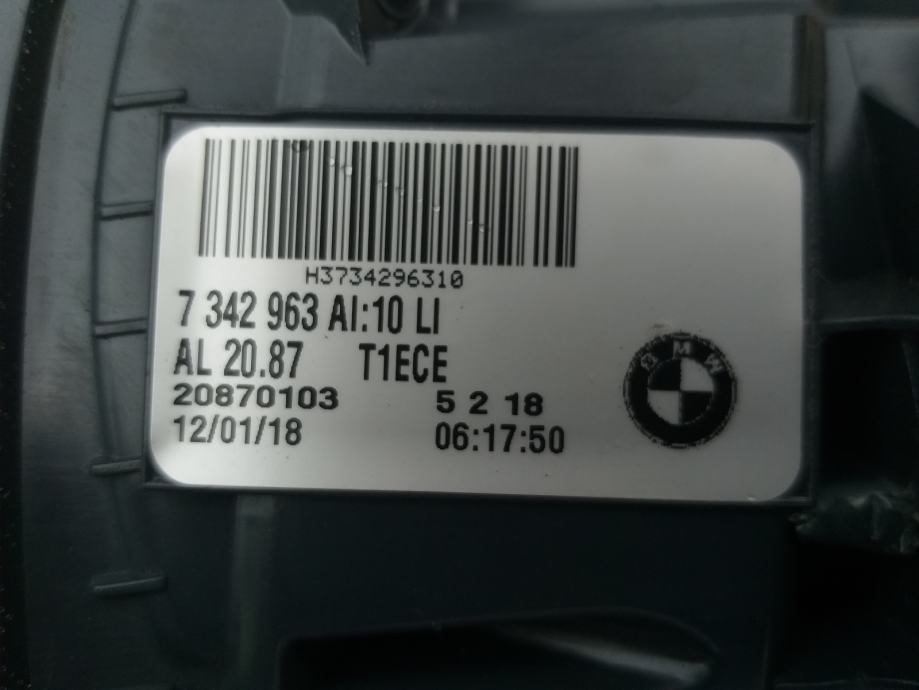 H3734296310
7 342 963 AI:10 LI
AL 20.87 T1ECE
20870103 5 2 18
12/01/18 06:17:50
BMW